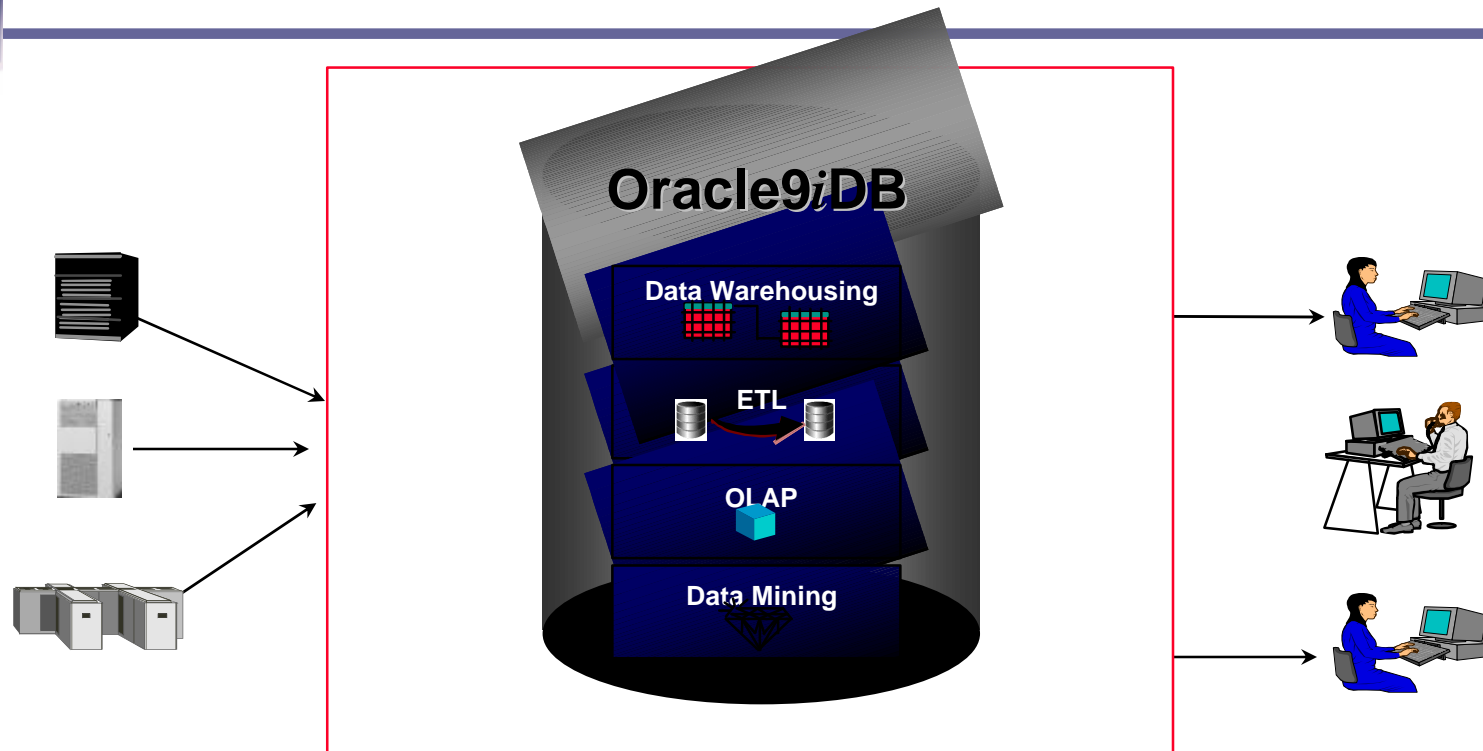 Oracle9iDB
Data Warehousing
ETL
OLAP
Data Mining